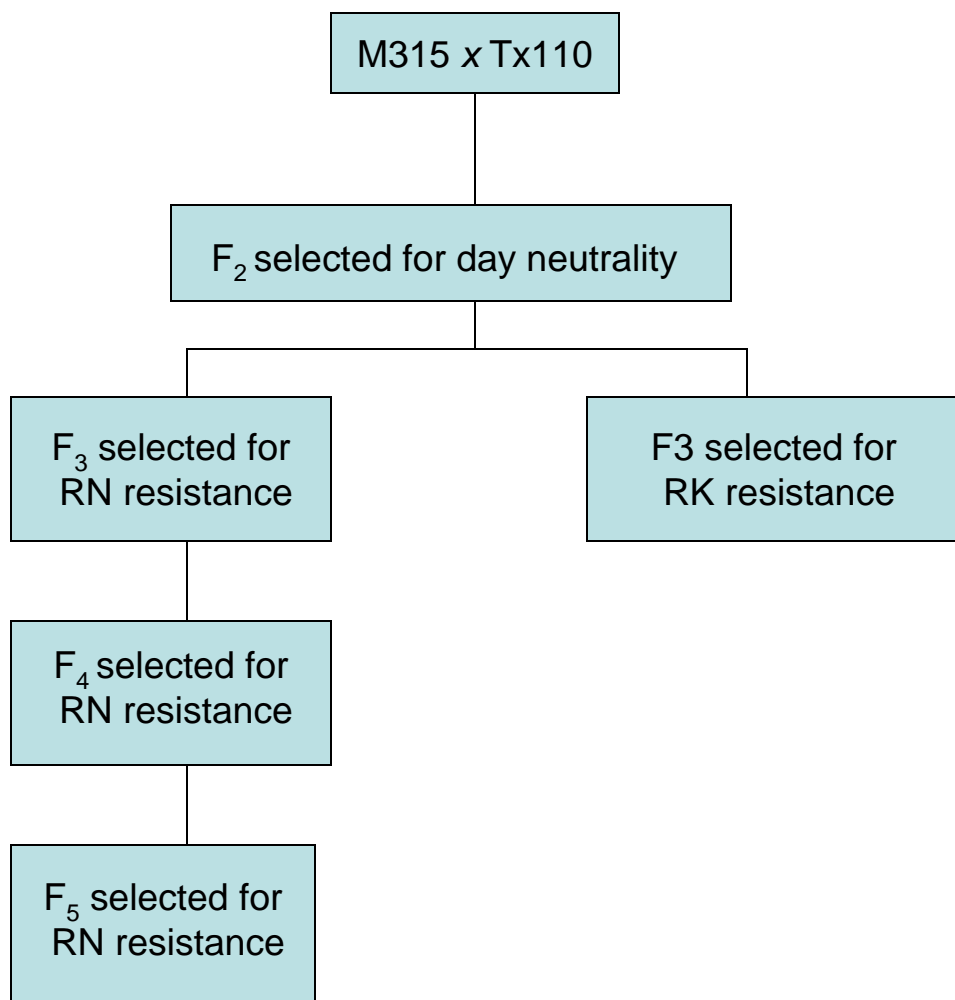 M315 x Tx110
F₂ selected for day neutrality
F₃ selected for
RN resistance
F3 selected for
RK resistance
F₄ selected for
RN resistance
F₅ selected for
RN resistance